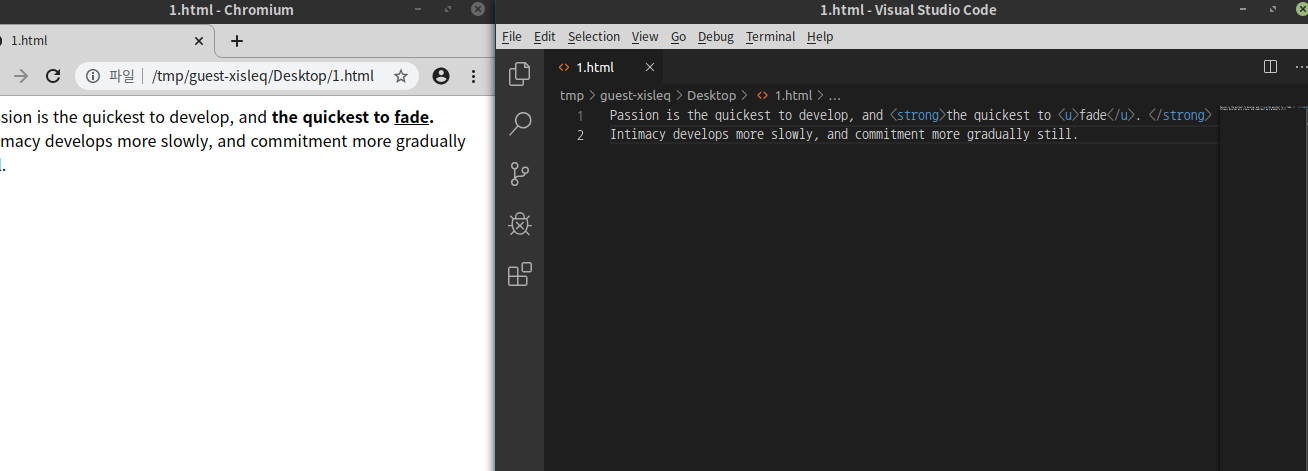 1.html - Chromium
1.html
파일 /tmp/guest-xisleq/Desktop/1.html
sion is the quickest to develop, and the quickest to fade.
macy develops more slowly, and commitment more gradually
l.
1.html - Visual Studio Code
File Edit Selection View Go Debug Terminal Help
<> 1.html
tmp > guest-xisleq > Desktop > <> 1.html > ...
1 Passion is the quickest to develop, and <strong>the quickest to <u>fade</u>. </strong>
2 Intimacy develops more slowly, and commitment more gradually still.